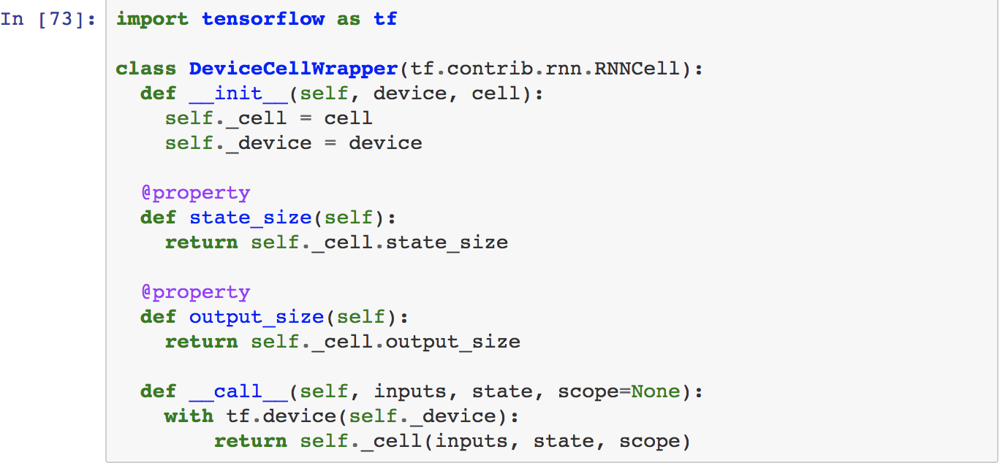 In [73]: import tensorflow as tf
class DeviceCellWrapper(tf.contrib.rnn.RNNCell):
  def __init__(self, device, cell):
    self._cell = cell
    self._device = device
  @property
  def state_size(self):
    return self._cell.state_size
  @property
  def output_size(self):
    return self._cell.output_size
  def __call__(self, inputs, state, scope=None):
    with tf.device(self._device):
        return self._cell(inputs, state, scope)